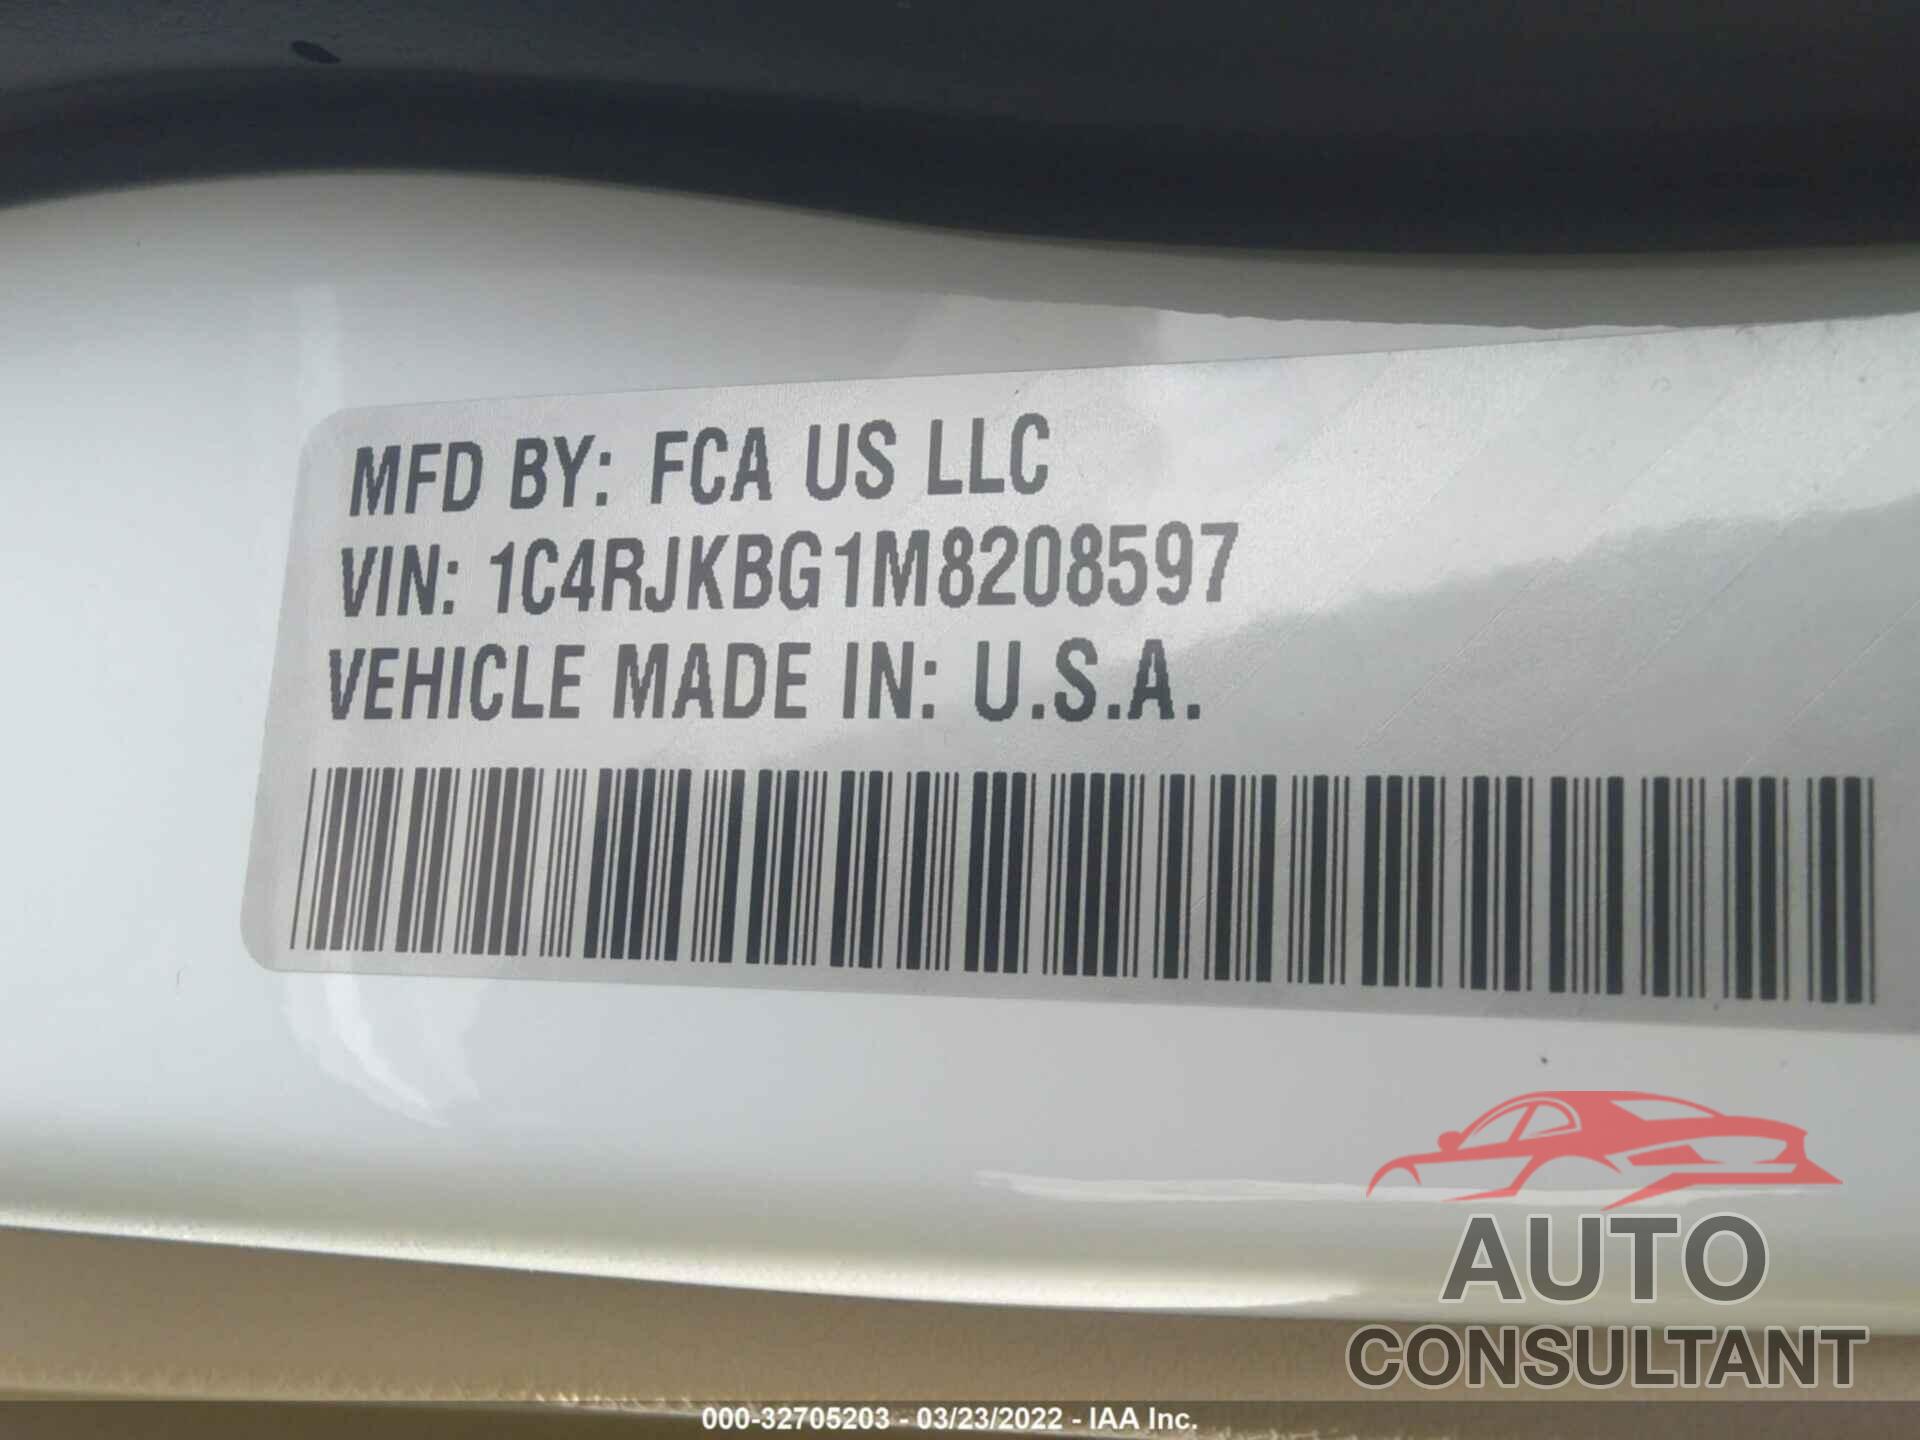 MFD BY: FCA US LLC
VIN: 1C4RJKBG1M8208597
VEHICLE MADE IN: U.S.A.
AUTO
CONSULTANT
000-32705203 - 03/23/2022 - IAA Inc.